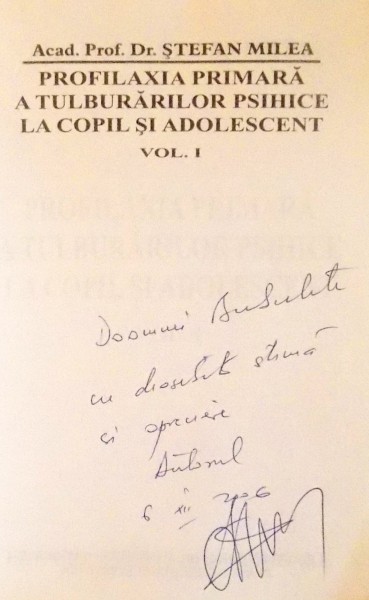 Acad. Prof. Dr. ŞTEFAN MILEA
PROFILAXIA PRIMARĂ
A TULBURĂRILOR PSIHICE
LA COPIL ŞI ADOLESCENT
VOL. I
Doamnei
cu deosebită stimă
şi apreciere
Autorul
6 XII 2006